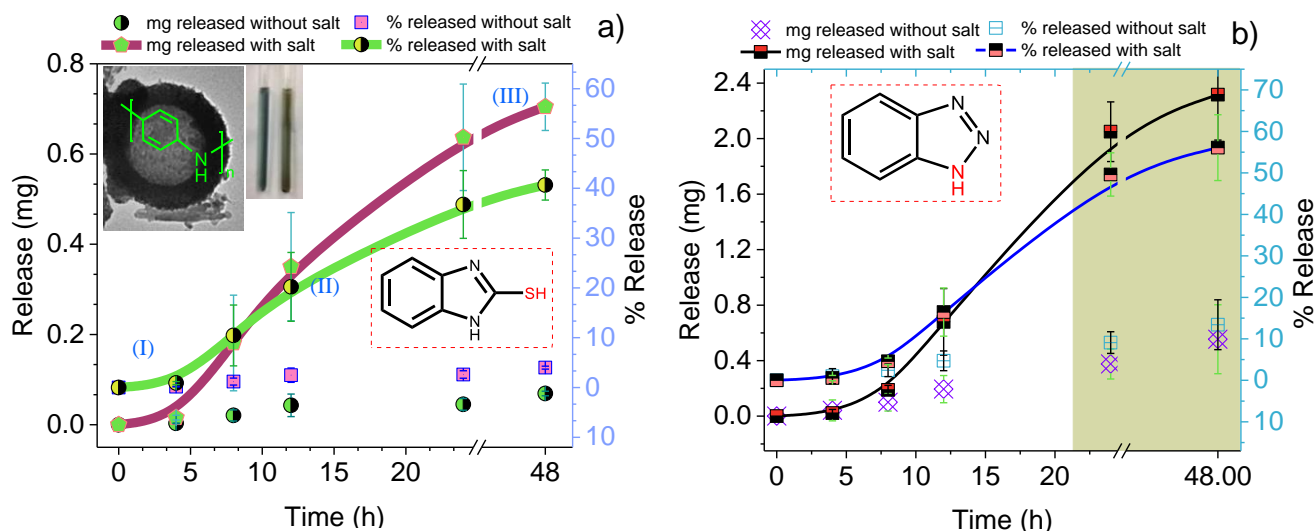 mg released without salt % released without salt a)
mg released with salt % released with salt
0.8
0.6
0.4
0.2
0.0
Release (mg)
60
50
40
30
20
10
0
10
% Release
(I)
(II)
(III)
N
H
n
N
N
H
SH
0 5 10 15 20 48
Time (h)
mg released without salt % released without salt b)
mg released with salt % released with salt
2.4
2.0
1.6
1.2
0.8
0.4
0.0
Release (mg)
70
60
50
40
30
20
10
0
10
% Release
N
N
N
H
0 5 10 15 20 48.00
Time (h)